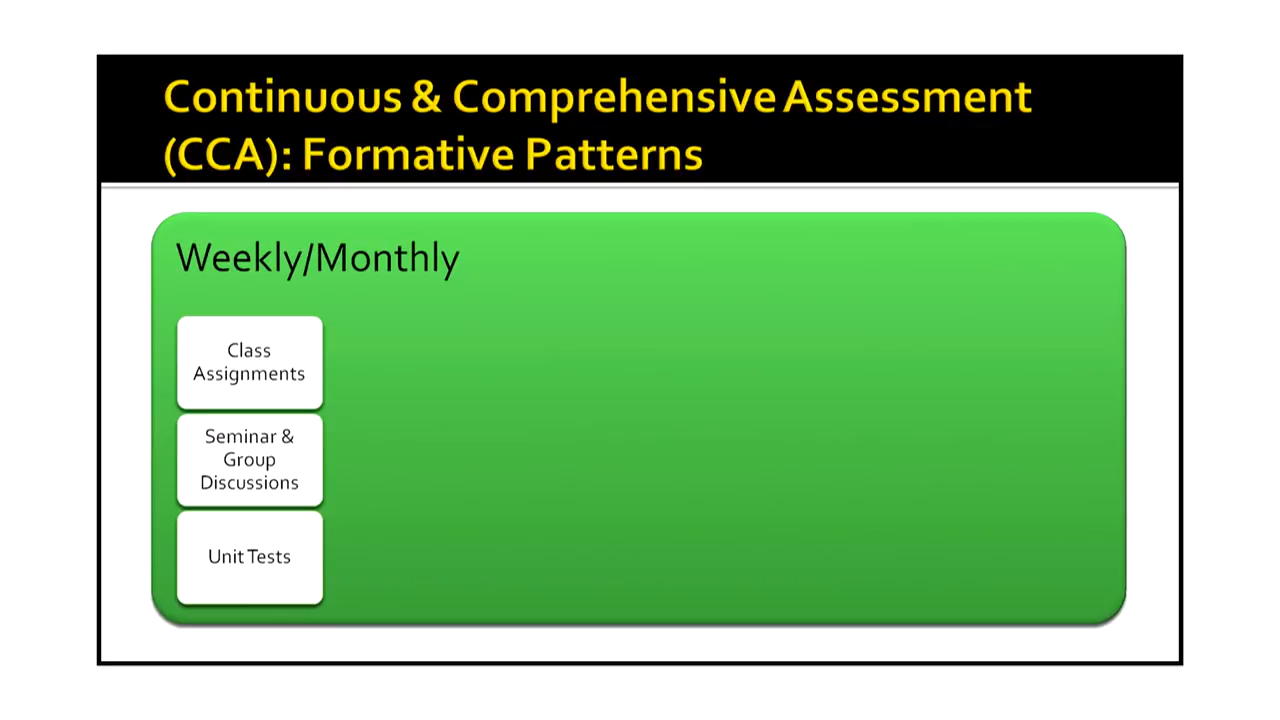 Continuous & Comprehensive Assessment
(CCA): Formative Patterns
Weekly/Monthly
Class
Assignments
Seminar &
Group
Discussions
Unit Tests